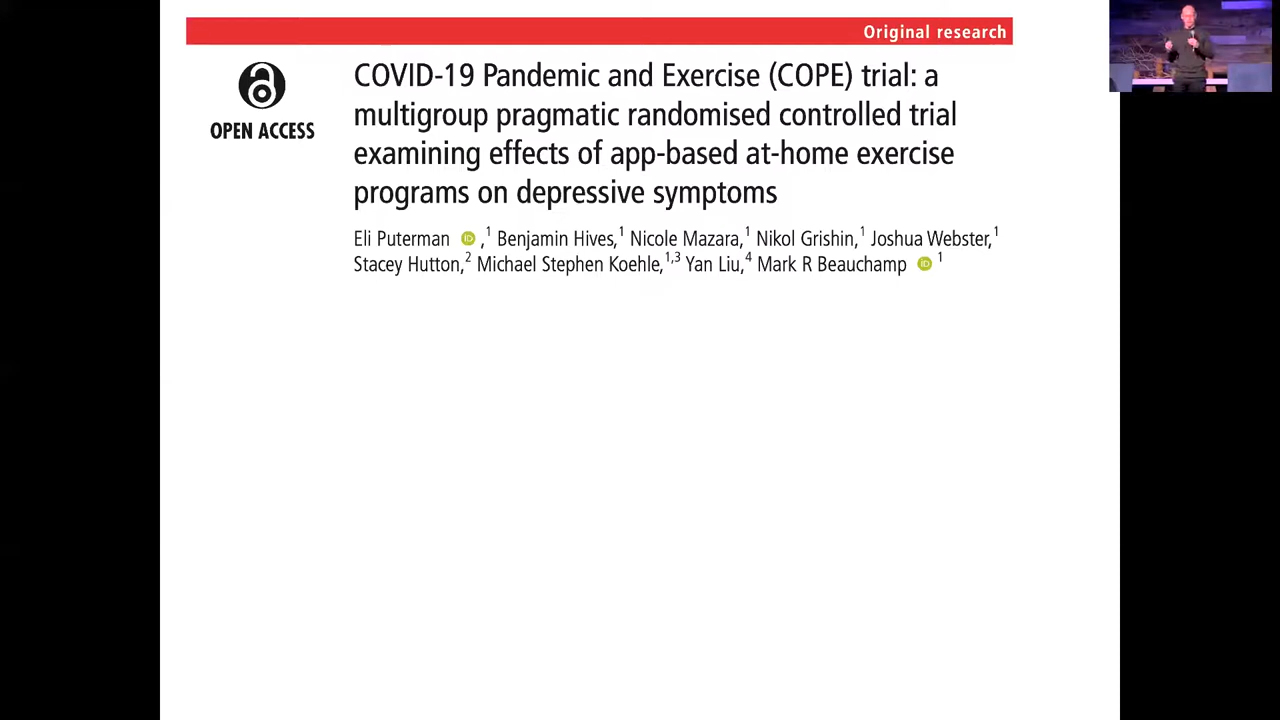 Original research
OPEN ACCESS
COVID-19 Pandemic and Exercise (COPE) trial: a
multigroup pragmatic randomised controlled trial
examining effects of app-based at-home exercise
programs on depressive symptoms
Eli Puterman iD ,1 Benjamin Hives,1 Nicole Mazara,1 Nikol Grishin,1 Joshua Webster,1
Stacey Hutton,2 Michael Stephen Koehle,1,3 Yan Liu,4 Mark R Beauchamp iD 1